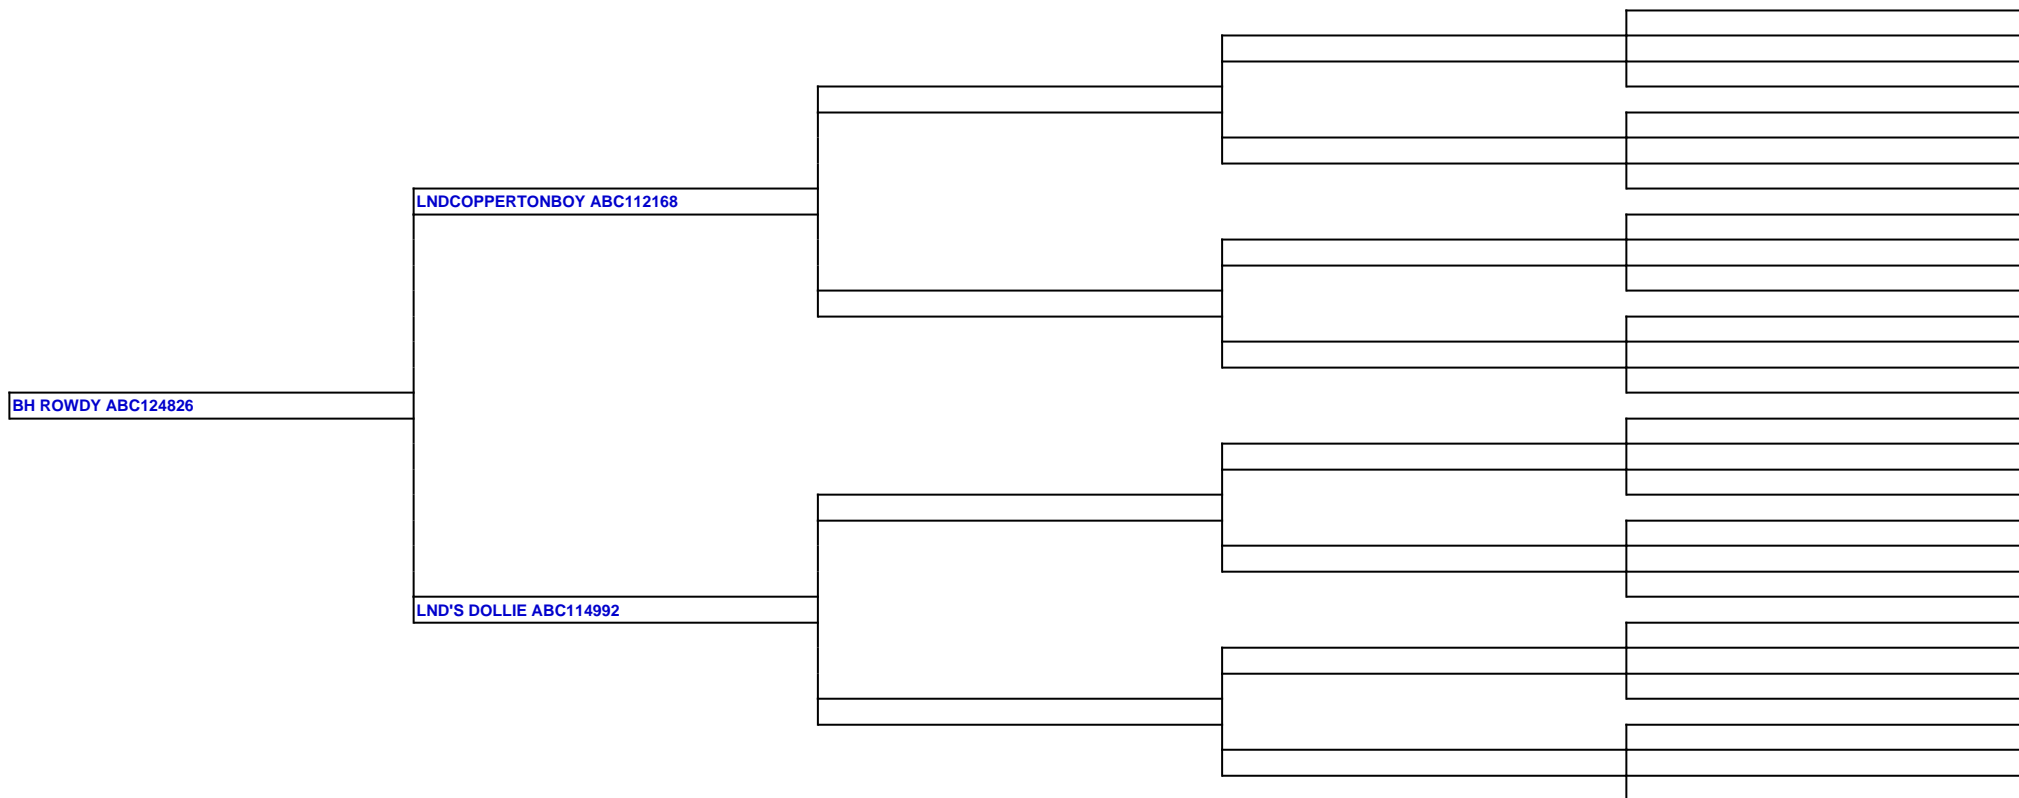 LNDCOPPERTONBOY ABC112168
BH ROWDY ABC124826
LND'S DOLLIE ABC114992